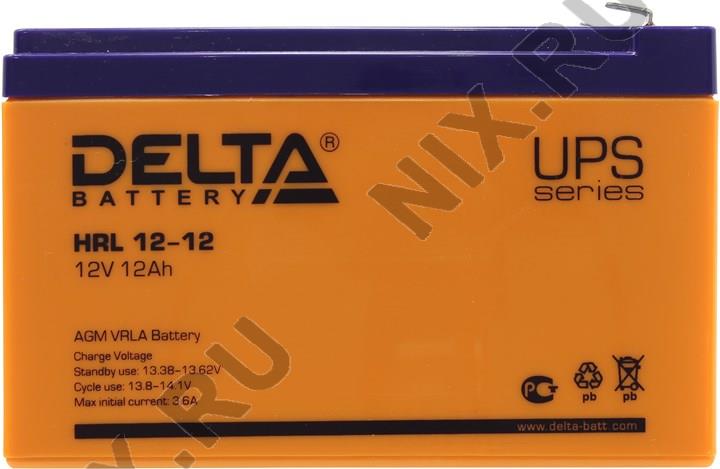 DELTA®
BATTERY
UPS
series
HRL 12-12
12V 12Ah
AGM VRLA Battery
Charge Voltage
Standby use: 13.38-13.62V
Cycle use: 13.8-14.1V
Max initial current: 3.6A
РСТ
pb
pb
www.delta-batt.com
NIX.RU
NIX.RU